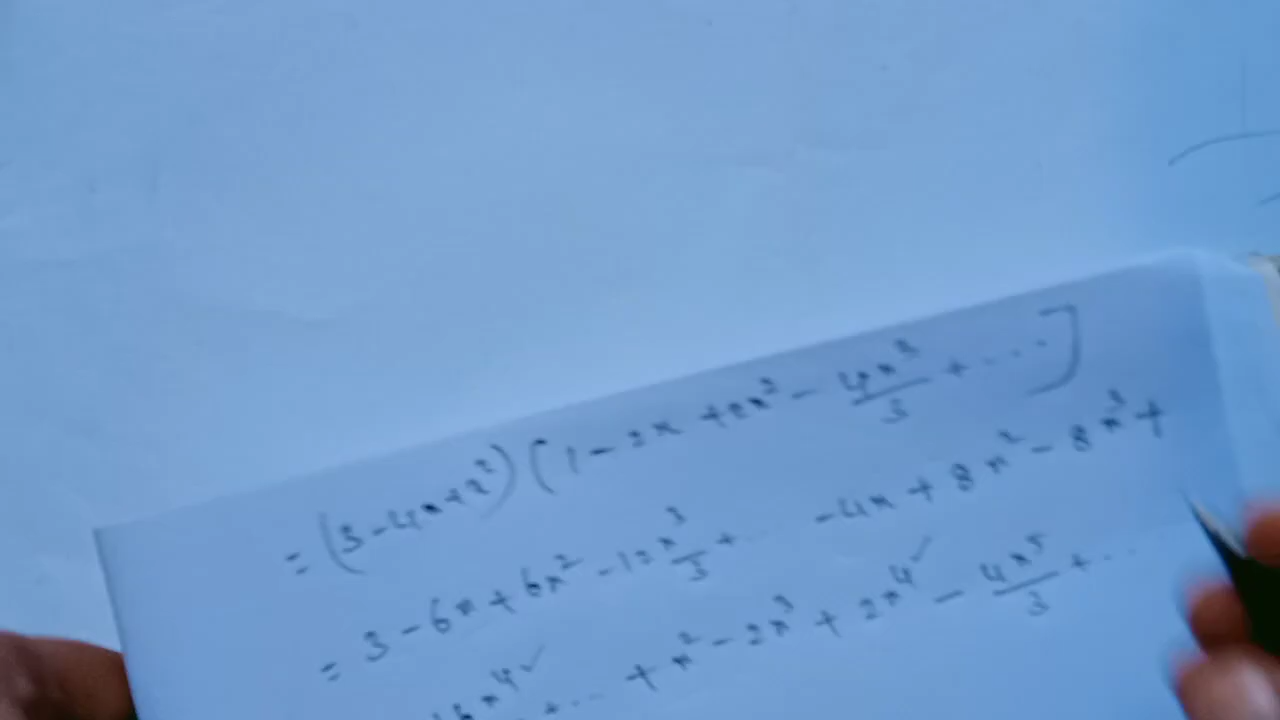 = (3-4x+x²) (1-2x+2x² - 4x³/3 + ....]
= 3-6x+6x² -12x³/3 + -4x+8x²-8x³+
x⁴✓ + ... + x²-2x³+2x⁴✓ - 4x⁵/3 + ...